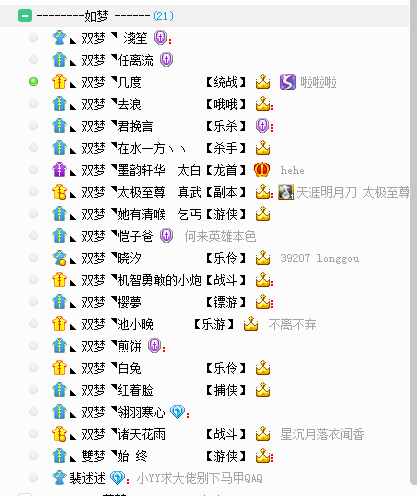 --------如梦 ------(21)
双梦 淺笙
双梦 任离流
双梦 几度 【统战】 啦啦啦
双梦 去浪 【哦哦】
双梦 君挽言 【乐杀】
双梦 在水一方丶丶 【杀手】
双梦 墨韵轩华 太白【龙首】 hehe
双梦 太极至尊 真武【副本】 天涯明月刀 太极至尊
双梦 她有清喉 乞丐【游侠】
双梦 恺子爸 何来英雄本色
双梦 晓汐 【乐伶】 39207 longgou
双梦 机智勇敢的小炮【战斗】
双梦 樱夢 【镖游】
双梦 池小晚 【乐游】 不离不弃
双梦 煎饼
双梦 白兔 【乐伶】
双梦 红着脸 【捕侠】
双梦 翎羽寒心
双梦 诸天花雨 【战斗】 星沉月落衣闻香
雙梦 始 终 【游侠】
裴述述 小YY求大佬别下马甲QAQ